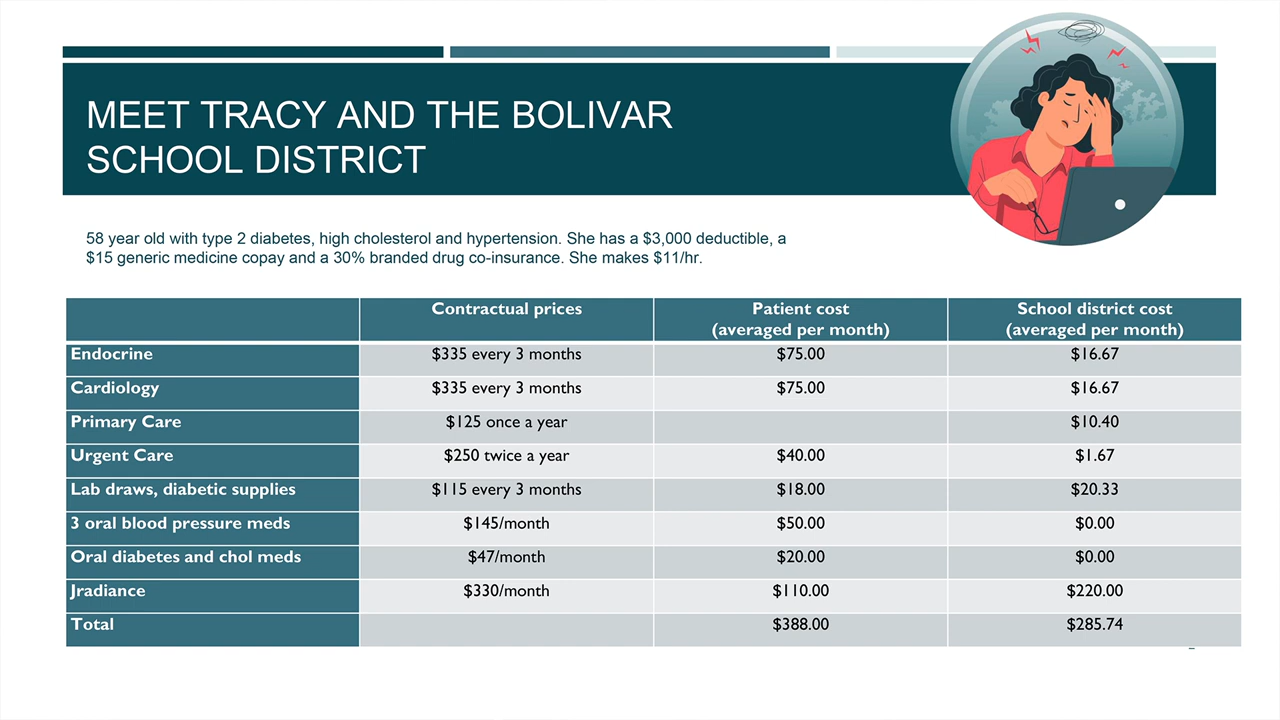 MEET TRACY AND THE BOLIVAR
SCHOOL DISTRICT
58 year old with type 2 diabetes, high cholesterol and hypertension. She has a $3,000 deductible, a
$15 generic medicine copay and a 30% branded drug co-insurance. She makes $11/hr.
Contractual prices Patient cost School district cost
(averaged per month) (averaged per month)
Endocrine $335 every 3 months $75.00 $16.67
Cardiology $335 every 3 months $75.00 $16.67
Primary Care $125 once a year $10.40
Urgent Care $250 twice a year $40.00 $1.67
Lab draws, diabetic supplies $115 every 3 months $18.00 $20.33
3 oral blood pressure meds $145/month $50.00 $0.00
Oral diabetes and chol meds $47/month $20.00 $0.00
Jradiance $330/month $110.00 $220.00
Total $388.00 $285.74